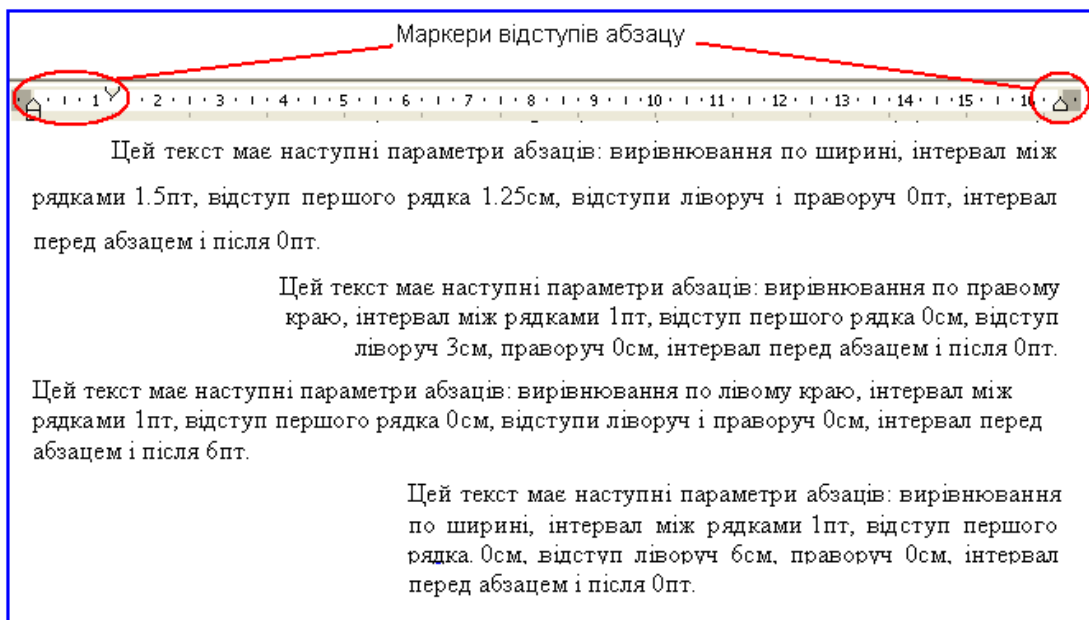 Маркери відступів абзацу
1 2 3 4 5 6 7 8 9 10 11 12 13 14 15 16
Цей текст має наступні параметри абзаців: вирівнювання по ширині, інтервал між
рядками 1.5пт, відступ першого рядка 1.25см, відступи ліворуч і праворуч 0пт, інтервал
перед абзацем і після 0пт.
Цей текст має наступні параметри абзаців: вирівнювання по правому
краю, інтервал між рядками 1пт, відступ першого рядка 0см, відступ
ліворуч 3см, праворуч 0см, інтервал перед абзацем і після 0пт.
Цей текст має наступні параметри абзаців: вирівнювання по лівому краю, інтервал між
рядками 1пт, відступ першого рядка 0см, відступи ліворуч і праворуч 0см, інтервал перед
абзацем і після 6пт.
Цей текст має наступні параметри абзаців: вирівнювання
по ширині, інтервал між рядками 1пт, відступ першого
рядка. 0см, відступ ліворуч 6см, праворуч 0см, інтервал
перед абзацем і після 0пт.